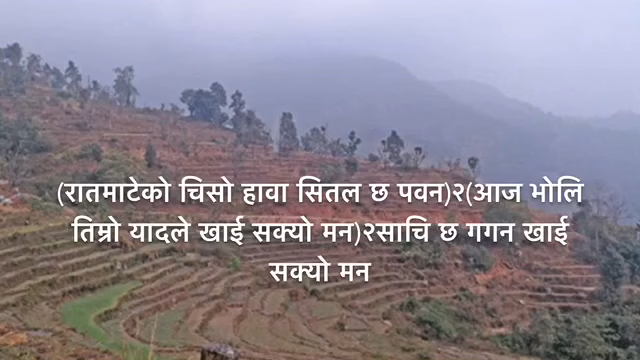 (रातमाटेको चिसो हावा सितल छ पवन)२(आज भोलि
तिम्रो यादले खाई सक्यो मन)२साचि छ गगन खाई
सक्यो मन